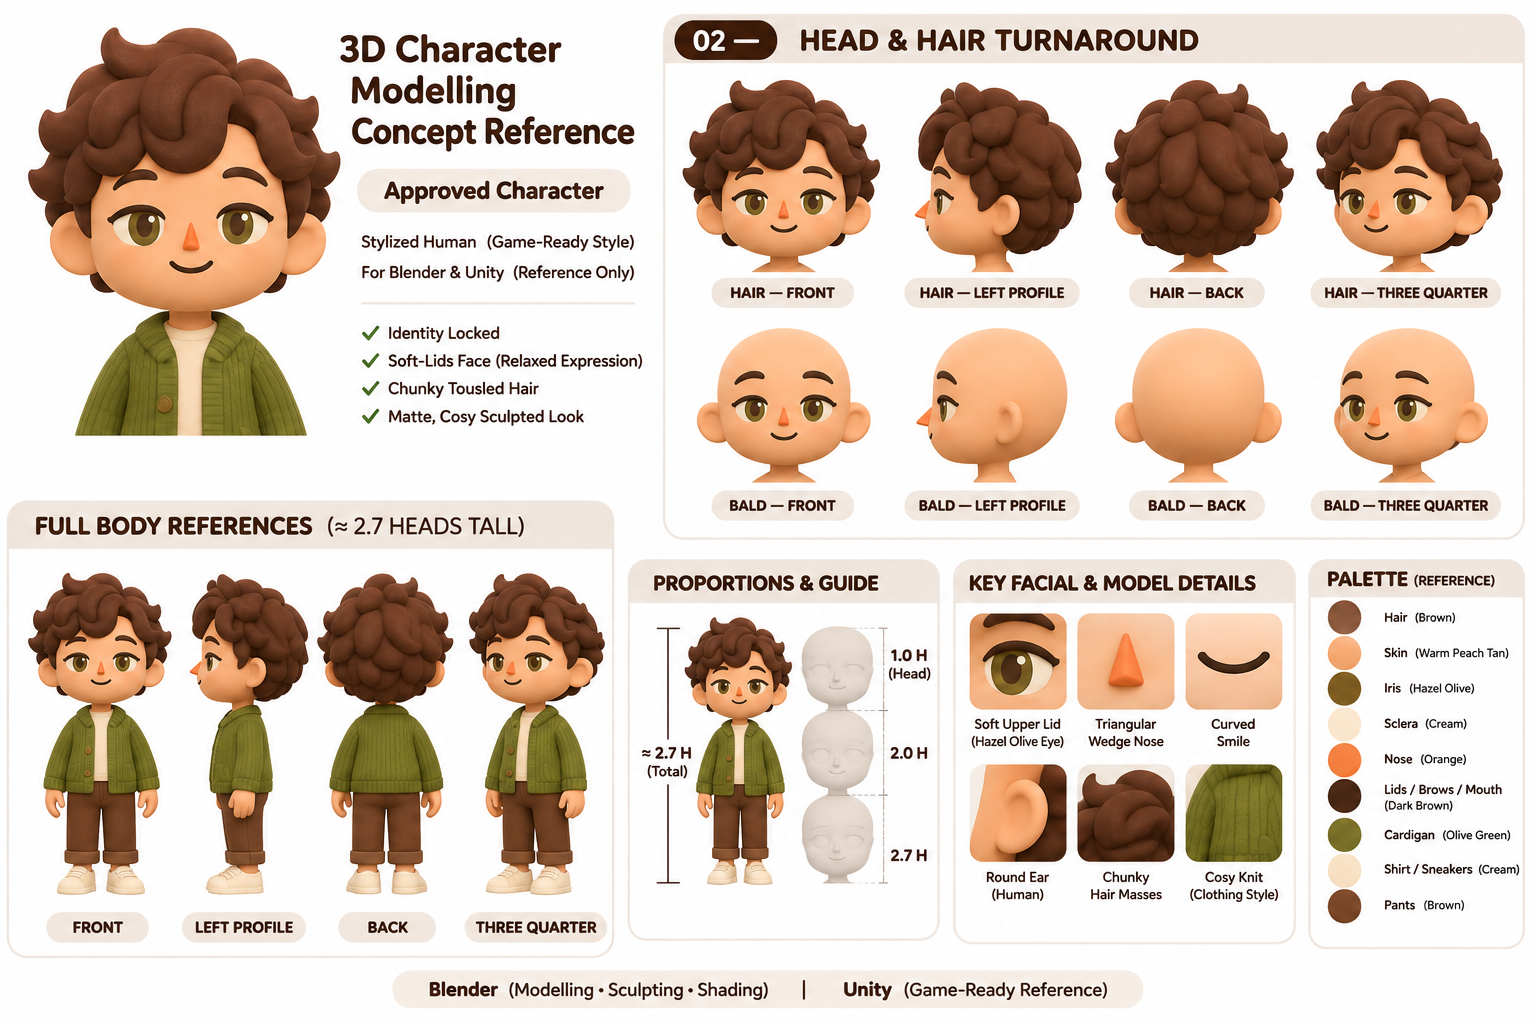 3D Character
Modelling
Concept Reference
Approved Character
Stylized Human (Game-Ready Style)
For Blender & Unity (Reference Only)
Identity Locked
Soft-Lids Face (Relaxed Expression)
Chunky Tousled Hair
Matte, Cosy Sculpted Look
02 — HEAD & HAIR TURNAROUND
HAIR — FRONT
HAIR — LEFT PROFILE
HAIR — BACK
HAIR — THREE QUARTER
BALD — FRONT
BALD — LEFT PROFILE
BALD — BACK
BALD — THREE QUARTER
FULL BODY REFERENCES (≈ 2.7 HEADS TALL)
FRONT
LEFT PROFILE
BACK
THREE QUARTER
PROPORTIONS & GUIDE
≈ 2.7 H
(Total)
1.0 H
(Head)
2.0 H
2.7 H
KEY FACIAL & MODEL DETAILS
Soft Upper Lid
(Hazel Olive Eye)
Triangular
Wedge Nose
Curved
Smile
Round Ear
(Human)
Chunky
Hair Masses
Cosy Knit
(Clothing Style)
PALETTE (REFERENCE)
Hair (Brown)
Skin (Warm Peach Tan)
Iris (Hazel Olive)
Sclera (Cream)
Nose (Orange)
Lids / Brows / Mouth
(Dark Brown)
Cardigan (Olive Green)
Shirt / Sneakers (Cream)
Pants (Brown)
Blender (Modelling • Sculpting • Shading) | Unity (Game-Ready Reference)